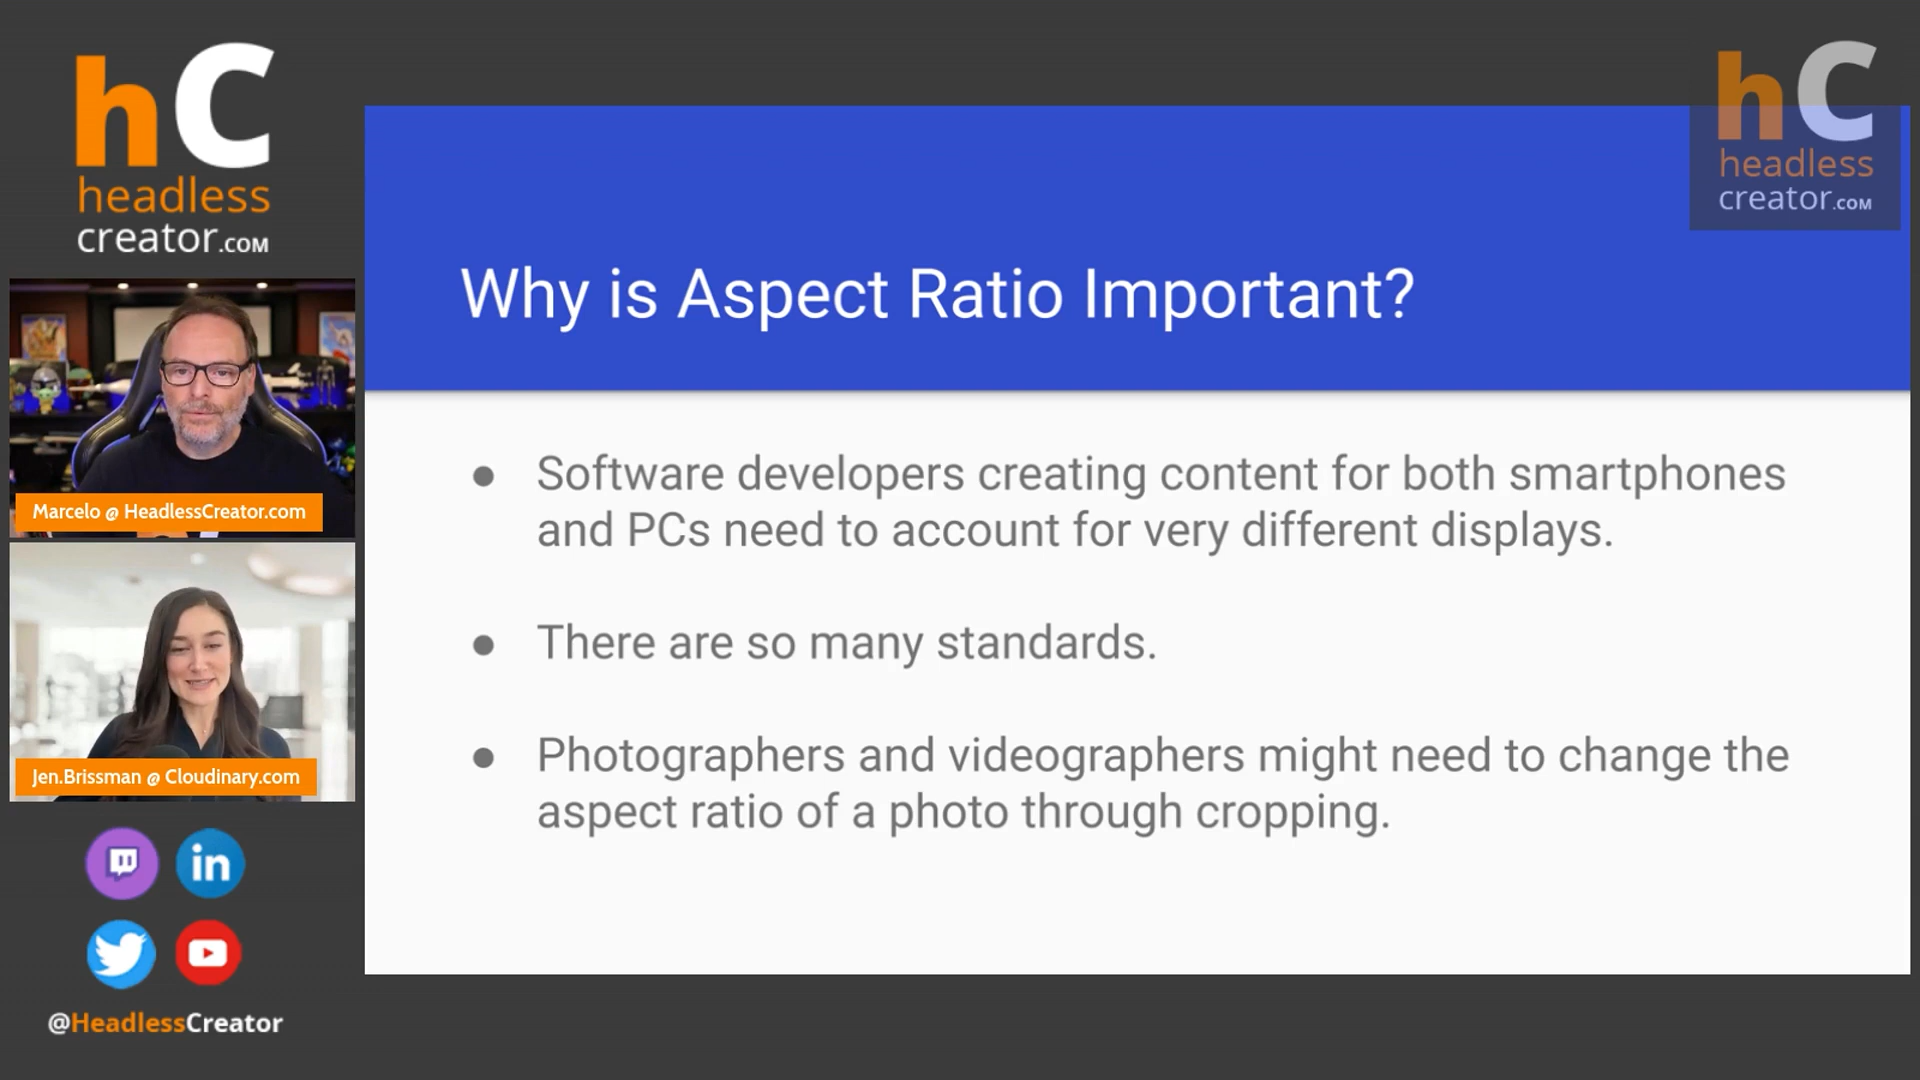 hC
headless
creator.COM
hC
headless
creator.COM
Why is Aspect Ratio Important?
● Software developers creating content for both smartphones
and PCs need to account for very different displays.
● There are so many standards.
● Photographers and videographers might need to change the
aspect ratio of a photo through cropping.
Marcelo @ HeadlessCreator.com
Jen.Brissman @ Cloudinary.com
in
@HeadlessCreator